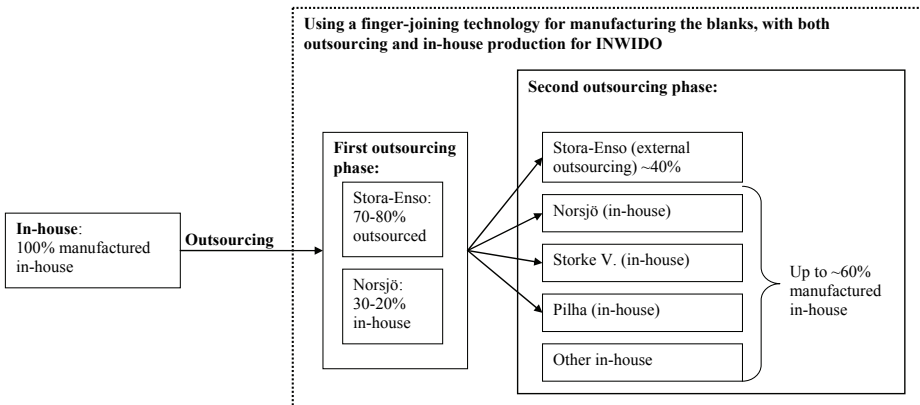 Using a finger-joining technology for manufacturing the blanks, with both
outsourcing and in-house production for INWIDO
Second outsourcing phase:
First outsourcing
phase:
Stora-Enso (external
outsourcing) ~40%
Stora-Enso:
70-80%
outsourced
Norsjö (in-house)
In-house:
100% manufactured
in-house
Outsourcing
Storke V. (in-house)
Norsjö:
30-20%
in-house
Up to ~60%
manufactured
in-house
Pilha (in-house)
Other in-house